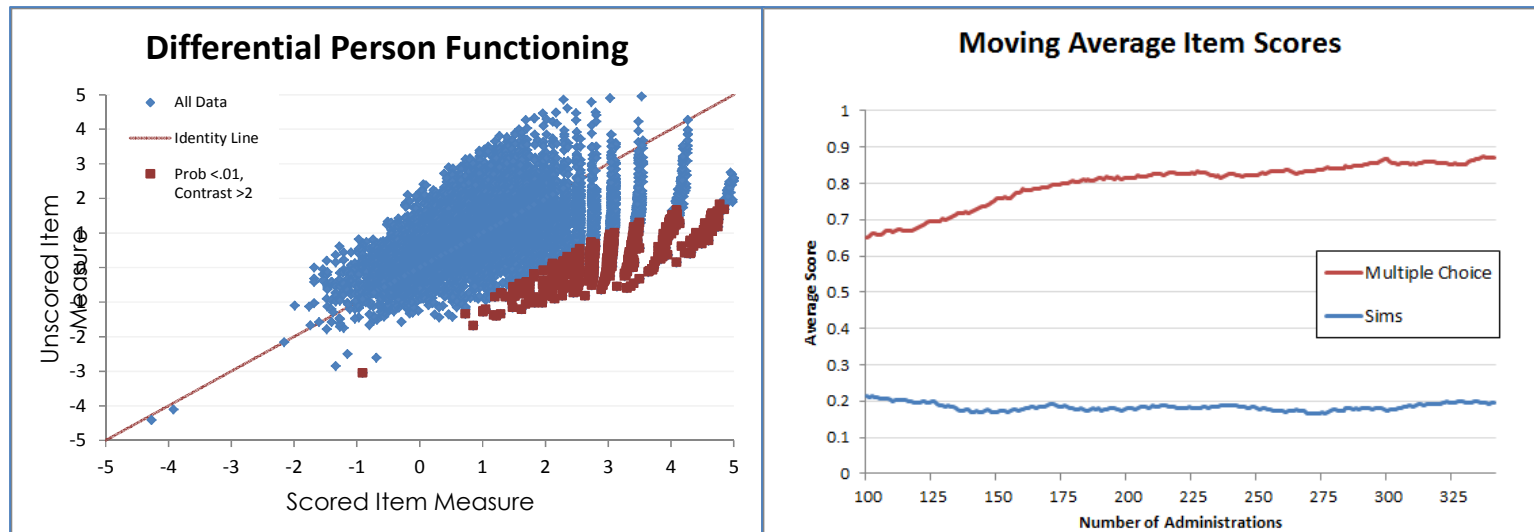 Differential Person Functioning
All Data
Identity Line
Prob <.01,
Contrast >2
5
4
3
2
1
0
-1
-2
-3
-4
-5
Unscored Item
Measure
-5 -4 -3 -2 -1 0 1 2 3 4 5
Scored Item Measure
Moving Average Item Scores
1
0.9
0.8
0.7
0.6
0.5
0.4
0.3
0.2
0.1
0
Average Score
Multiple Choice
Sims
100 125 150 175 200 225 250 275 300 325
Number of Administrations